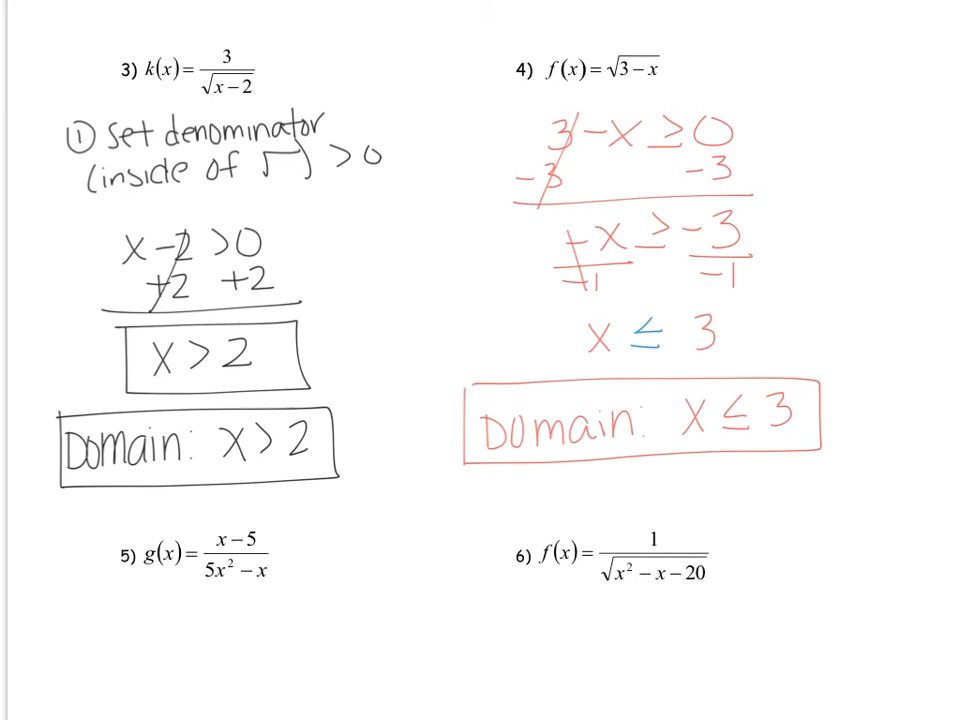 3) k(x) = 3 / √(x − 2)
① Set denominator
(inside of √‾) > 0
x − 2 > 0
+2 +2
x > 2
Domain: x > 2
4) f(x) = √(3 − x)
3 − x ≥ 0
−3 −3
−x ≥ −3
−1 −1
x ≤ 3
Domain: x ≤ 3
5) g(x) = (x − 5) / (5x² − x)
6) f(x) = 1 / √(x² − x − 20)